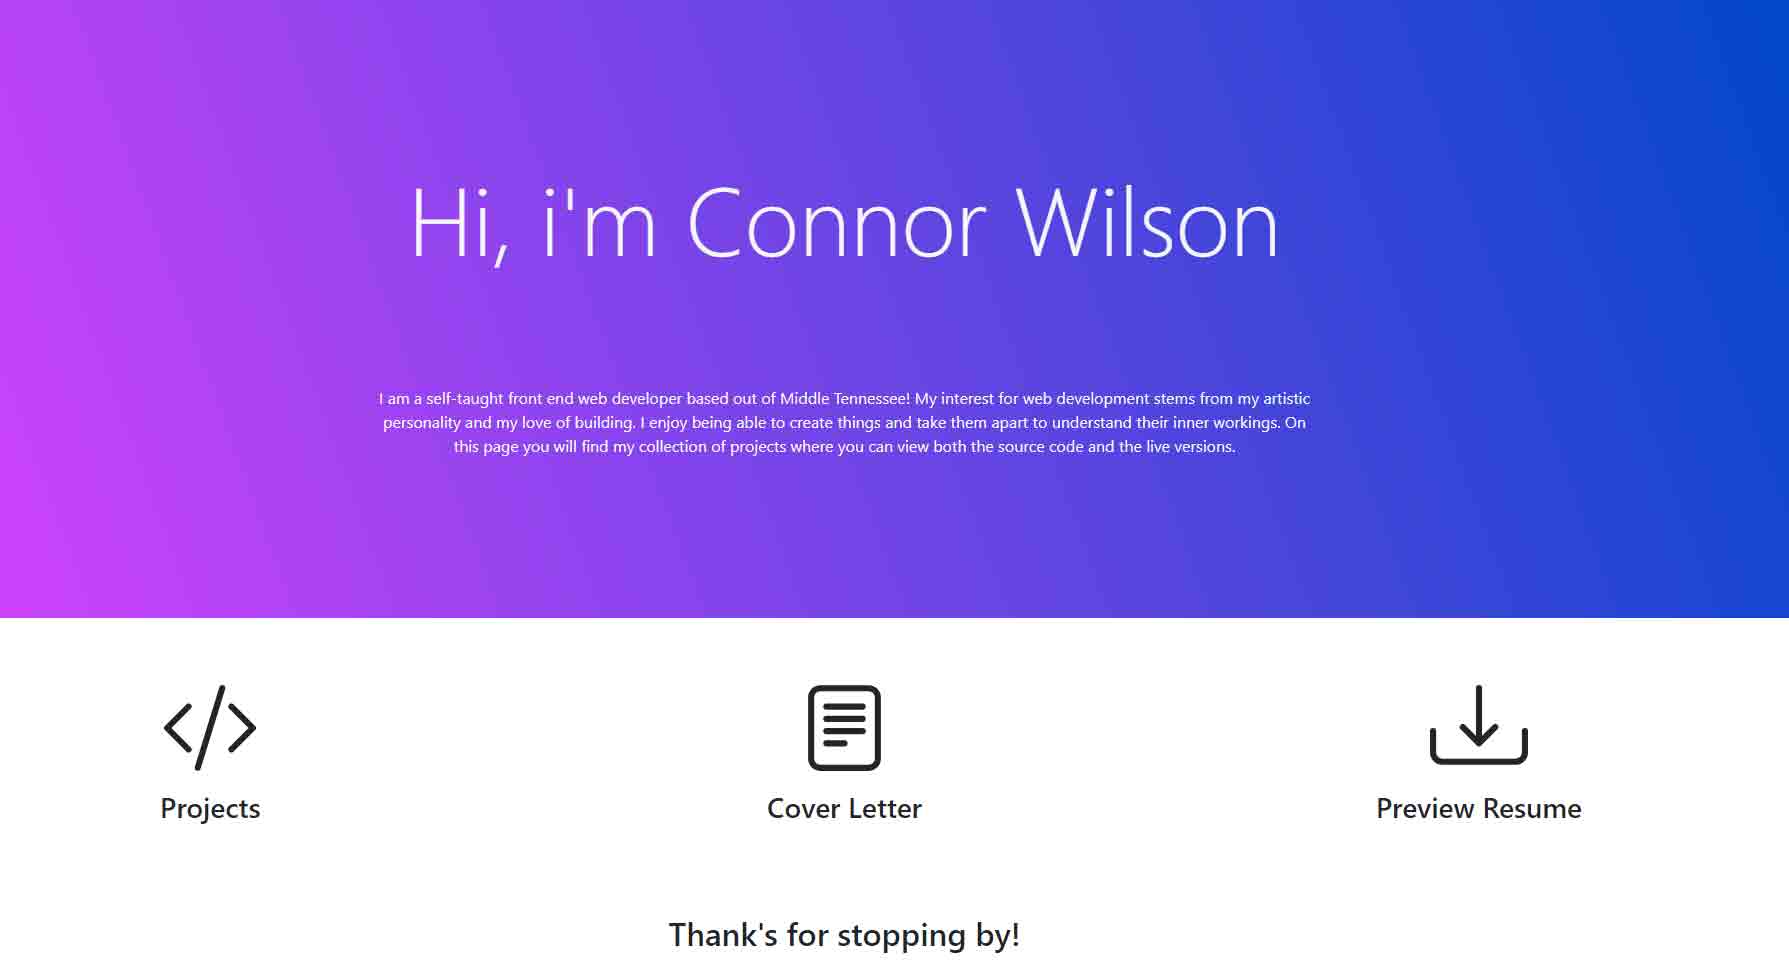 Hi, i'm Connor Wilson
I am a self-taught front end web developer based out of Middle Tennessee! My interest for web development stems from my artistic
personality and my love of building. I enjoy being able to create things and take them apart to understand their inner workings. On
this page you will find my collection of projects where you can view both the source code and the live versions.
Projects
Cover Letter
Preview Resume
Thank's for stopping by!